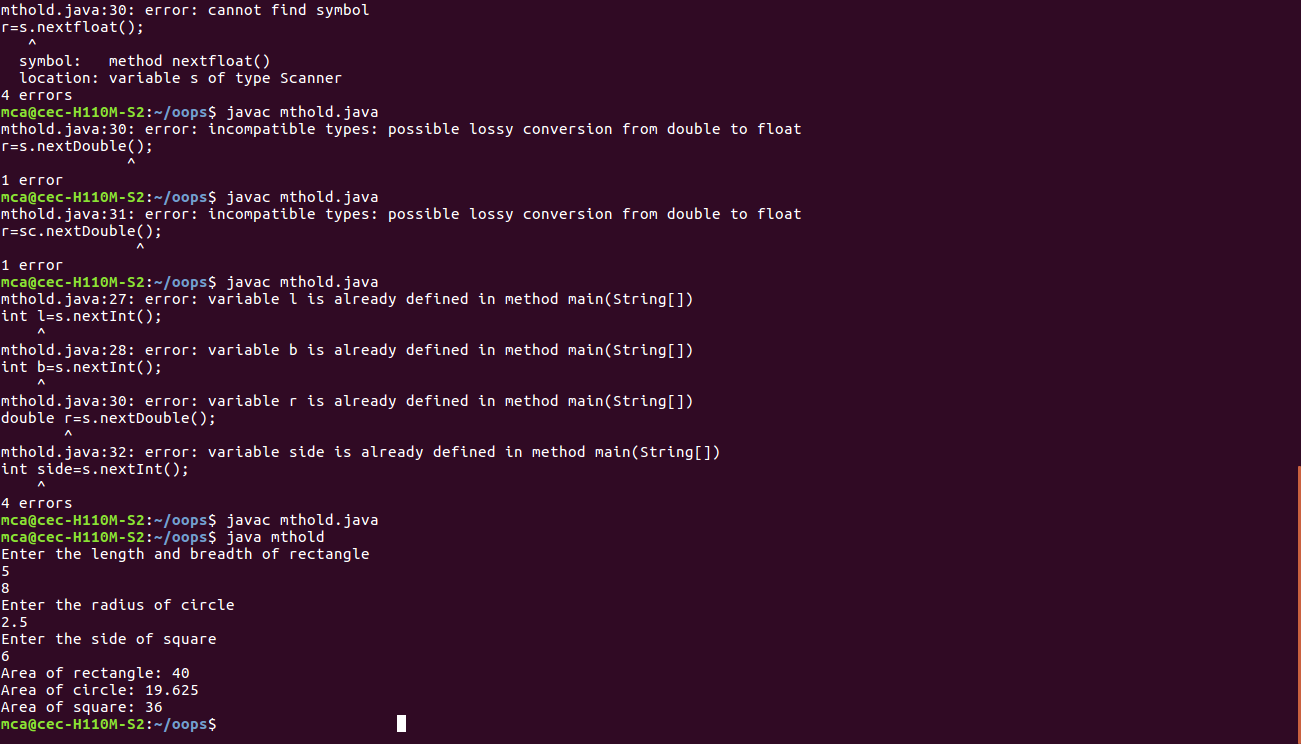 mthold.java:30: error: cannot find symbol
r=s.nextfloat();
   ^
  symbol:   method nextfloat()
  location: variable s of type Scanner
4 errors
mca@cec-H110M-S2:~/oops$ javac mthold.java
mthold.java:30: error: incompatible types: possible lossy conversion from double to float
r=s.nextDouble();
              ^
1 error
mca@cec-H110M-S2:~/oops$ javac mthold.java
mthold.java:31: error: incompatible types: possible lossy conversion from double to float
r=sc.nextDouble();
               ^
1 error
mca@cec-H110M-S2:~/oops$ javac mthold.java
mthold.java:27: error: variable l is already defined in method main(String[])
int l=s.nextInt();
    ^
mthold.java:28: error: variable b is already defined in method main(String[])
int b=s.nextInt();
    ^
mthold.java:30: error: variable r is already defined in method main(String[])
double r=s.nextDouble();
       ^
mthold.java:32: error: variable side is already defined in method main(String[])
int side=s.nextInt();
    ^
4 errors
mca@cec-H110M-S2:~/oops$ javac mthold.java
mca@cec-H110M-S2:~/oops$ java mthold
Enter the length and breadth of rectangle
5
8
Enter the radius of circle
2.5
Enter the side of square
6
Area of rectangle: 40
Area of circle: 19.625
Area of square: 36
mca@cec-H110M-S2:~/oops$